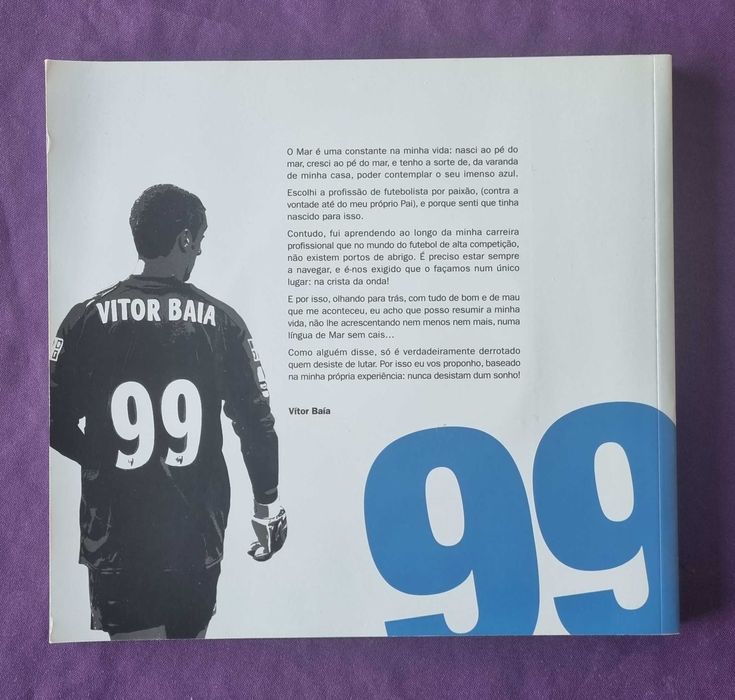 O Mar é uma constante na minha vida: nasci ao pé do
mar, cresci ao pé do mar, e tenho a sorte de, da varanda
de minha casa, poder contemplar o seu imenso azul.
Escolhi a profissão de futebolista por paixão, (contra a
vontade até do meu próprio Pai), e porque senti que tinha
nascido para isso.
Contudo, fui aprendendo ao longo da minha carreira
profissional que no mundo do futebol de alta competição,
não existem portos de abrigo. É preciso estar sempre
a navegar, e é-nos exigido que o façamos num único
lugar: na crista da onda!
E por isso, olhando para trás, com tudo de bom e de mau
que me aconteceu, eu acho que posso resumir a minha
vida, não lhe acrescentando nem menos nem mais, numa
língua de Mar sem cais...
Como alguém disse, só é verdadeiramente derrotado
quem desiste de lutar. Por isso eu vos proponho, baseado
na minha própria experiência: nunca desistam dum sonho!
Vítor Baía
VITOR BAIA
99
99